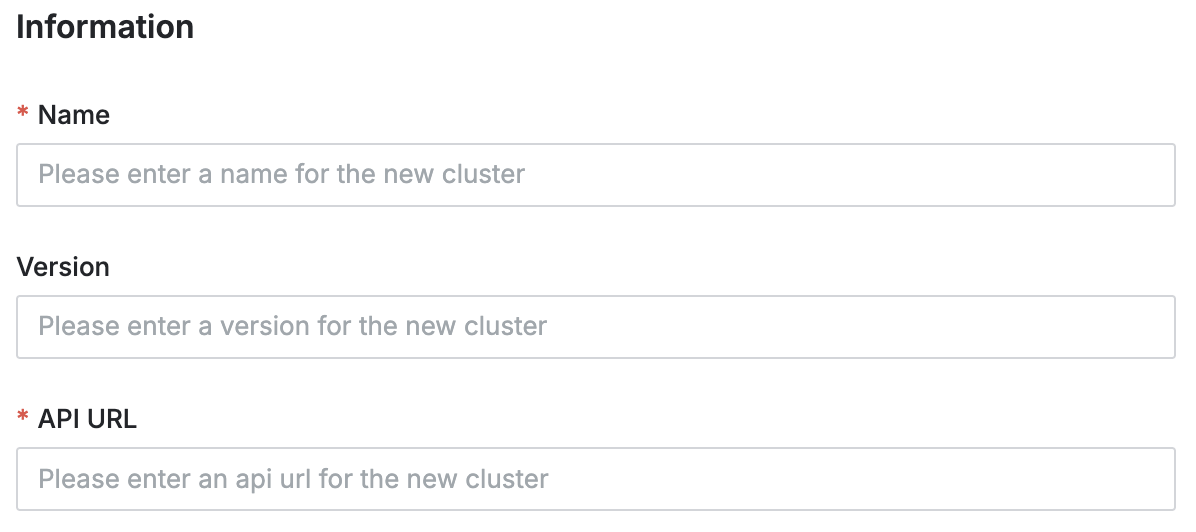 Information
* Name
Please enter a name for the new cluster
Version
Please enter a version for the new cluster
* API URL
Please enter an api url for the new cluster